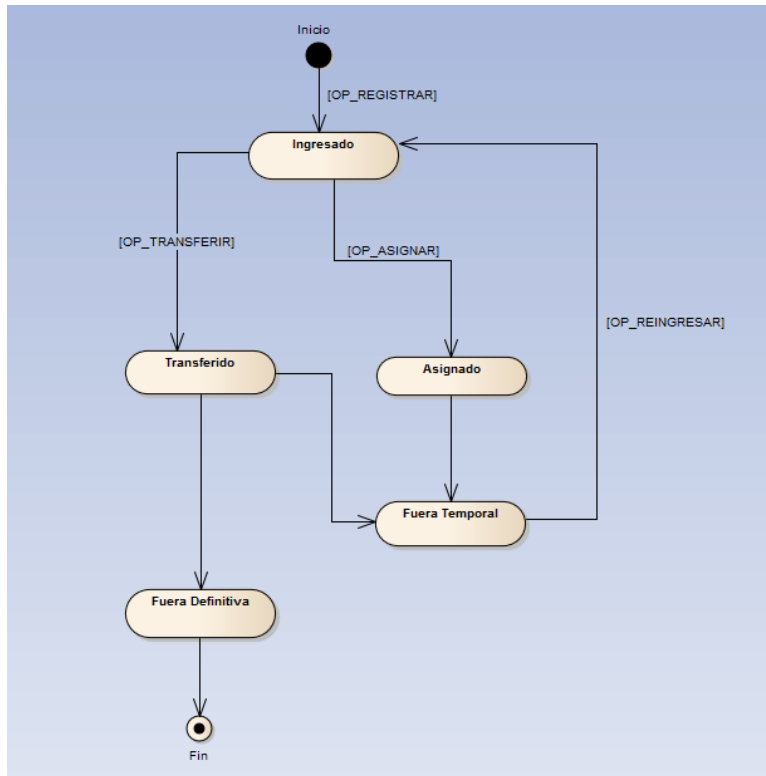 Inicio
[OP_REGISTRAR]
Ingresado
[OP_TRANSFERIR]
[OP_ASIGNAR]
[OP_REINGRESAR]
Transferido
Asignado
Fuera Temporal
Fuera Definitiva
Fin